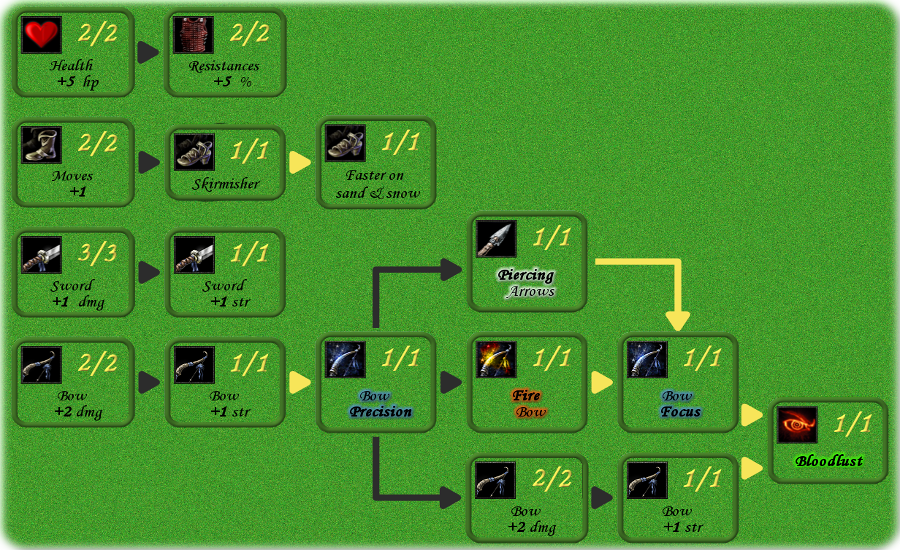 2/2
Health
+5 hp
2/2
Resistances
+5 %
2/2
Moves
+1
1/1
Skirmisher
1/1
Faster on
sand & snow
3/3
Sword
+1 dmg
1/1
Sword
+1 str
1/1
Piercing
Arrows
2/2
Bow
+2 dmg
1/1
Bow
+1 str
1/1
Bow
Precision
1/1
Fire
Bow
1/1
Bow
Focus
1/1
Bloodlust
2/2
Bow
+2 dmg
1/1
Bow
+1 str